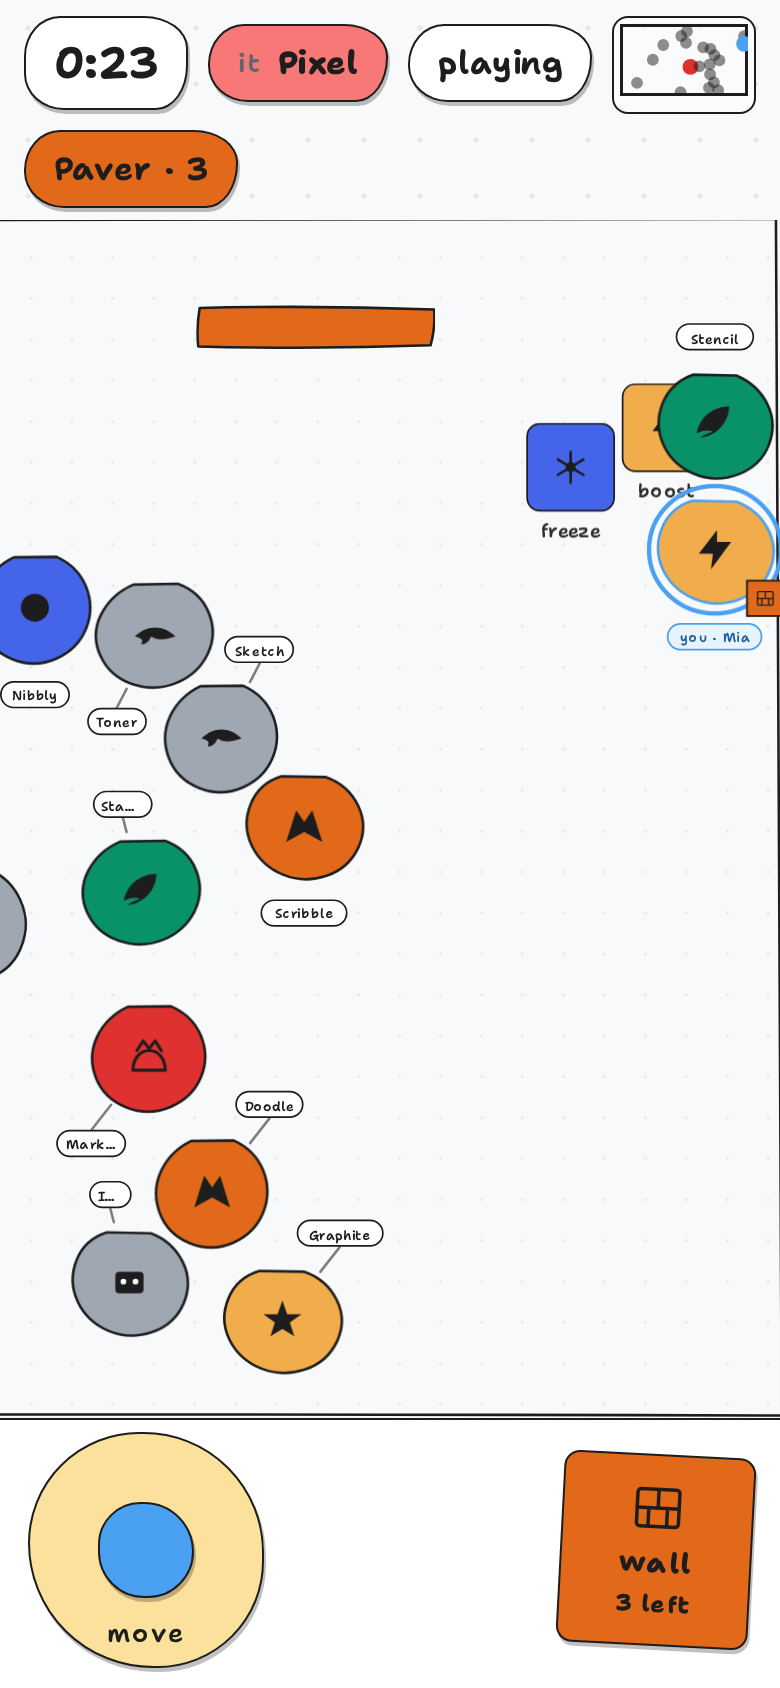 0:23
it Pixel
playing
Paver · 3
Stencil
boost
freeze
you · Mia
Sketch
Nibbly
Toner
Sta...
Scribble
Doodle
Mark...
I...
Graphite
move
wall
3 left